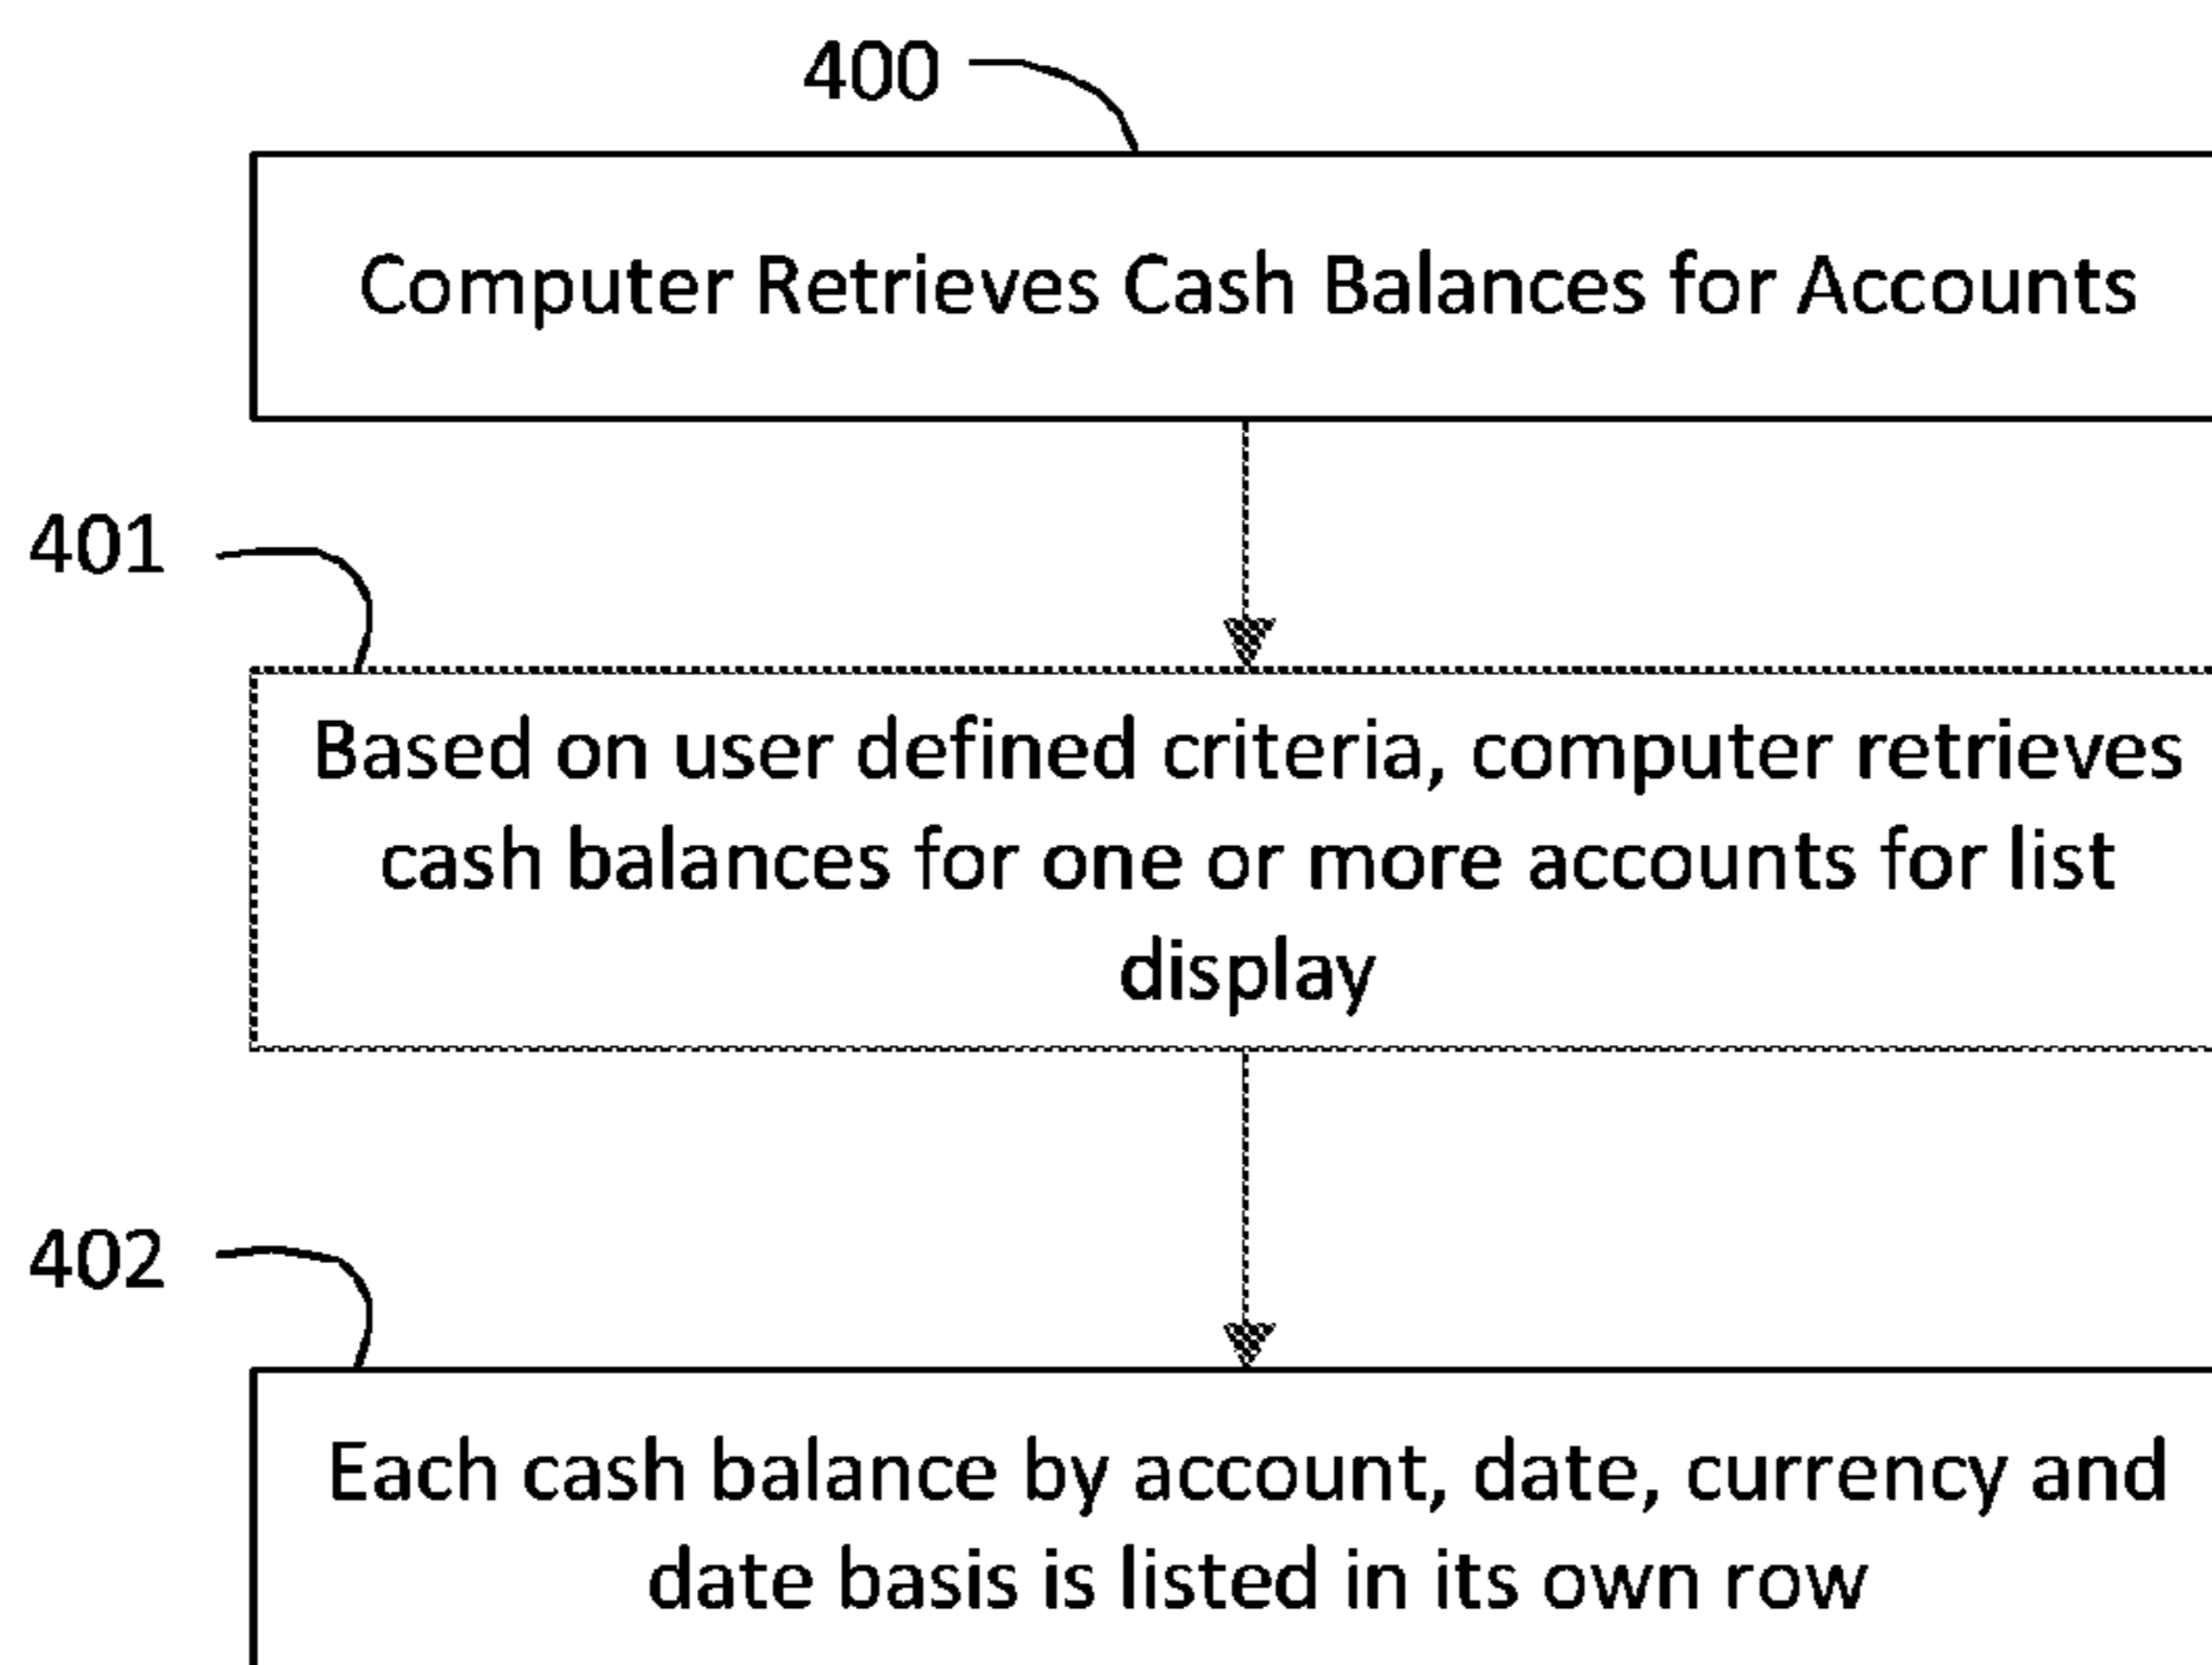 400
Computer Retrieves Cash Balances for Accounts
401
Based on user defined criteria, computer retrieves
cash balances for one or more accounts for list
display
402
Each cash balance by account, date, currency and
date basis is listed in its own row